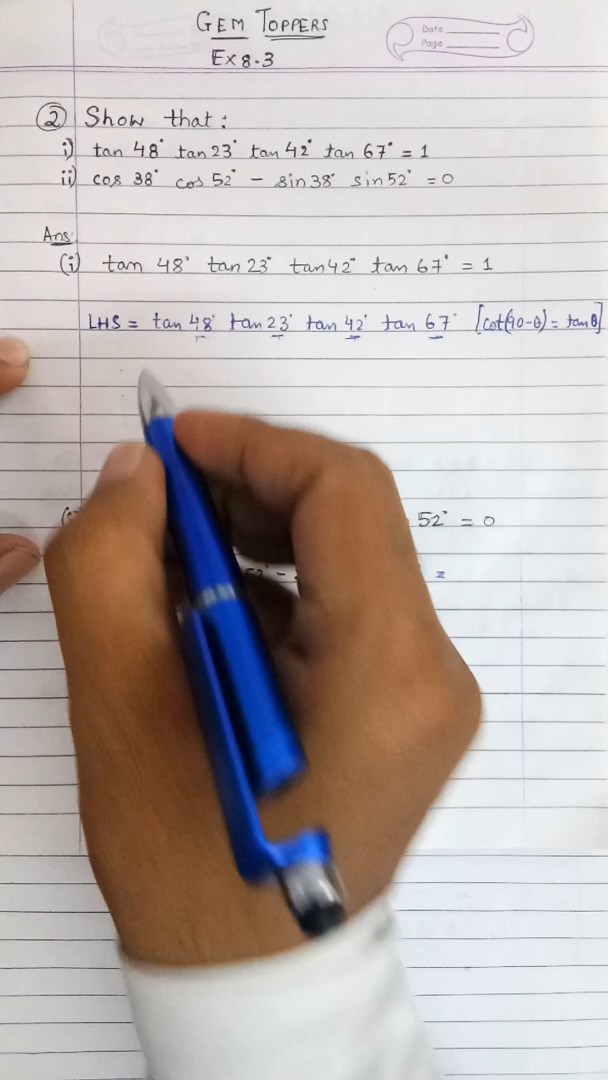 GEM TOPPERS
Ex 8.3
Date
Page
② Show that:
i) tan 48° tan 23° tan 42° tan 67° = 1
ii) cos 38° cos 52° - sin 38° sin 52° = 0
Ans:
(i) tan 48° tan 23° tan 42° tan 67° = 1
LHS = tan 48° tan 23° tan 42° tan 67° [cot(90-θ) = tanθ]
52° = 0